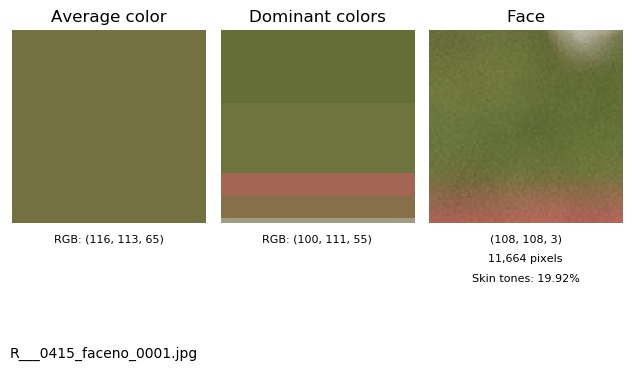 Average color
Dominant colors
Face
RGB: (116, 113, 65)
RGB: (100, 111, 55)
(108, 108, 3)
11,664 pixels
Skin tones: 19.92%
R___0415_faceno_0001.jpg